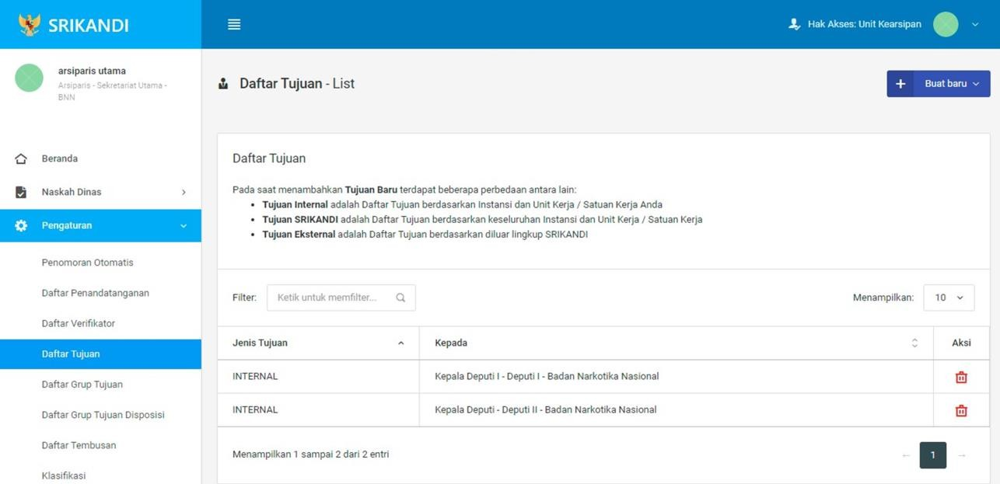 SRIKANDI
Hak Akses: Unit Kearsipan
arsiparis utama
Arsiparis - Sekretariat Utama -
BNN
Beranda
Naskah Dinas
Pengaturan
Penomoran Otomatis
Daftar Penandatanganan
Daftar Verifikator
Daftar Tujuan
Daftar Grup Tujuan
Daftar Grup Tujuan Disposisi
Daftar Tembusan
Klasifikasi
Daftar Tujuan - List
+ Buat baru
Daftar Tujuan
Pada saat menambahkan Tujuan Baru terdapat beberapa perbedaan antara lain:
• Tujuan Internal adalah Daftar Tujuan berdasarkan Instansi dan Unit Kerja / Satuan Kerja Anda
• Tujuan SRIKANDI adalah Daftar Tujuan berdasarkan keseluruhan Instansi dan Unit Kerja / Satuan Kerja
• Tujuan Eksternal adalah Daftar Tujuan berdasarkan diluar lingkup SRIKANDI
Filter: Ketik untuk memfilter... Menampilkan: 10
Jenis Tujuan Kepada Aksi
INTERNAL Kepala Deputi I - Deputi I - Badan Narkotika Nasional
INTERNAL Kepala Deputi - Deputi II - Badan Narkotika Nasional
Menampilkan 1 sampai 2 dari 2 entri ← 1 →